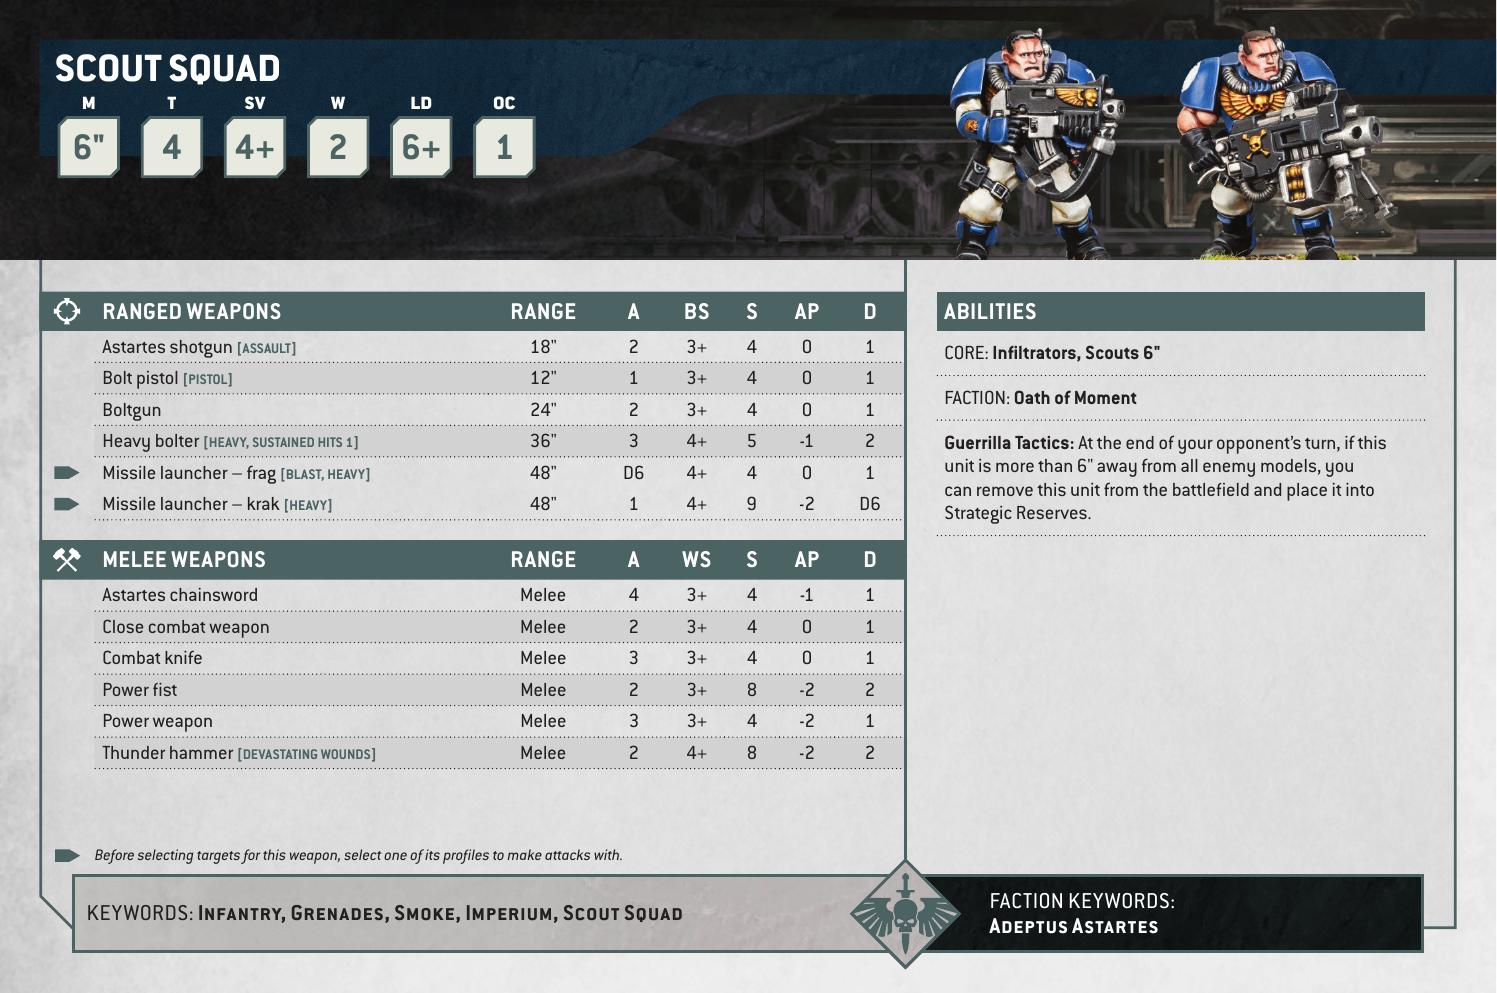 SCOUT SQUAD
M T SV W LD OC
6" 4 4+ 2 6+ 1
RANGED WEAPONS RANGE A BS S AP D
Astartes shotgun [ASSAULT] 18" 2 3+ 4 0 1
Bolt pistol [PISTOL] 12" 1 3+ 4 0 1
Boltgun 24" 2 3+ 4 0 1
Heavy bolter [HEAVY, SUSTAINED HITS 1] 36" 3 4+ 5 -1 2
Missile launcher – frag [BLAST, HEAVY] 48" D6 4+ 4 0 1
Missile launcher – krak [HEAVY] 48" 1 4+ 9 -2 D6
MELEE WEAPONS RANGE A WS S AP D
Astartes chainsword Melee 4 3+ 4 -1 1
Close combat weapon Melee 2 3+ 4 0 1
Combat knife Melee 3 3+ 4 0 1
Power fist Melee 2 3+ 8 -2 2
Power weapon Melee 3 3+ 4 -2 1
Thunder hammer [DEVASTATING WOUNDS] Melee 2 4+ 8 -2 2
Before selecting targets for this weapon, select one of its profiles to make attacks with.
ABILITIES
CORE: Infiltrators, Scouts 6"
FACTION: Oath of Moment
Guerrilla Tactics: At the end of your opponent's turn, if this
unit is more than 6" away from all enemy models, you
can remove this unit from the battlefield and place it into
Strategic Reserves.
KEYWORDS: INFANTRY, GRENADES, SMOKE, IMPERIUM, SCOUT SQUAD
FACTION KEYWORDS:
ADEPTUS ASTARTES